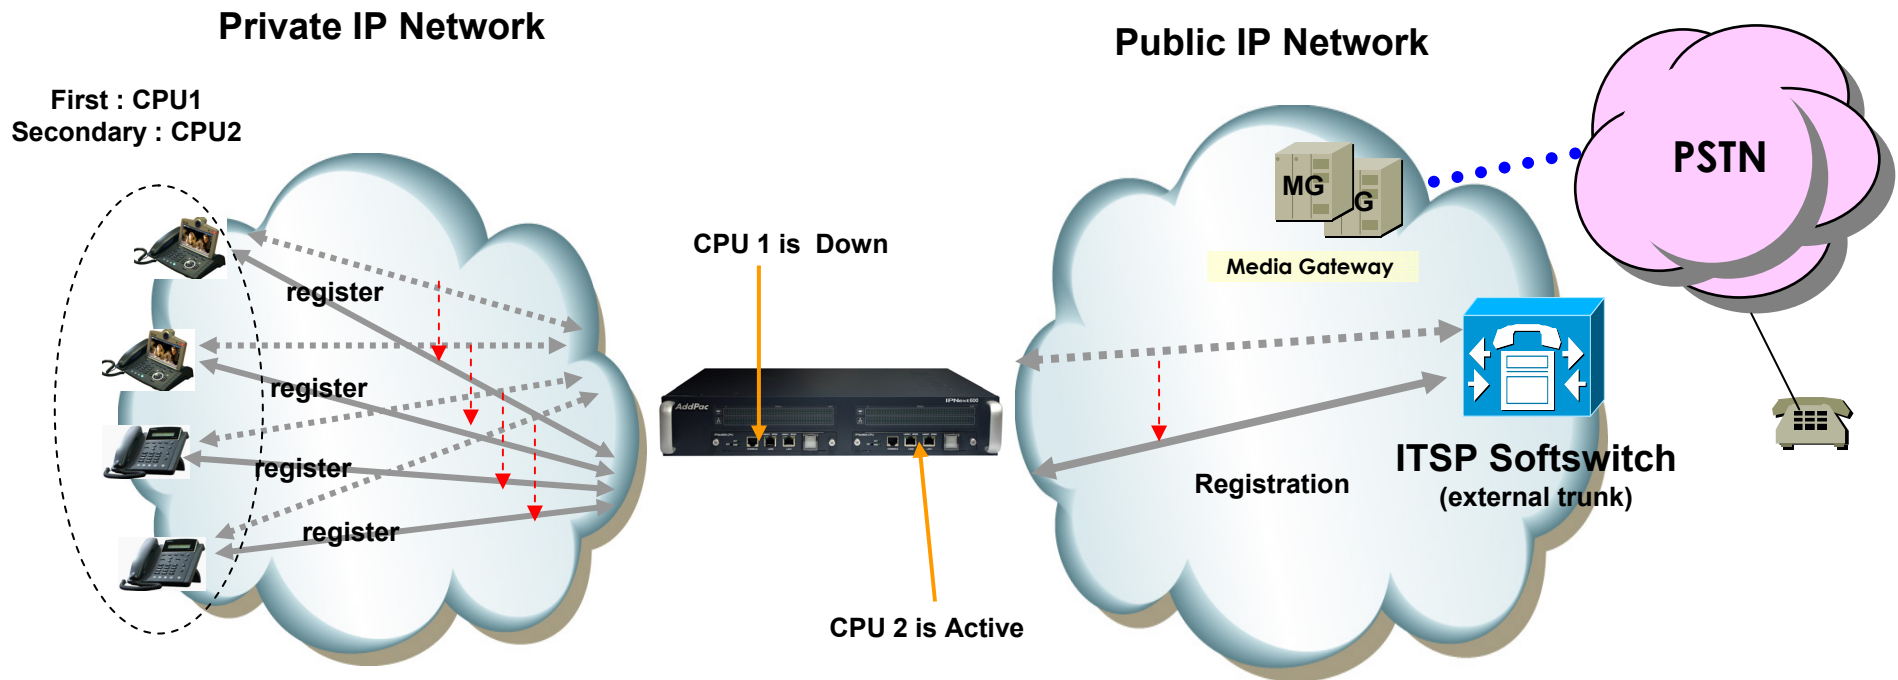 Private IP Network
Public IP Network
First : CPU1
Secondary : CPU2
PSTN
MG
G
Media Gateway
CPU 1 is Down
register
register
register
register
AddPac
IPNext600
Registration
ITSP Softswitch
(external trunk)
CPU 2 is Active